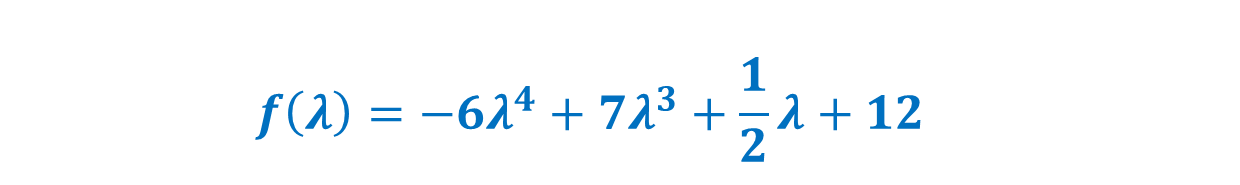 f(λ) = −6λ⁴ + 7λ³ + ½λ + 12